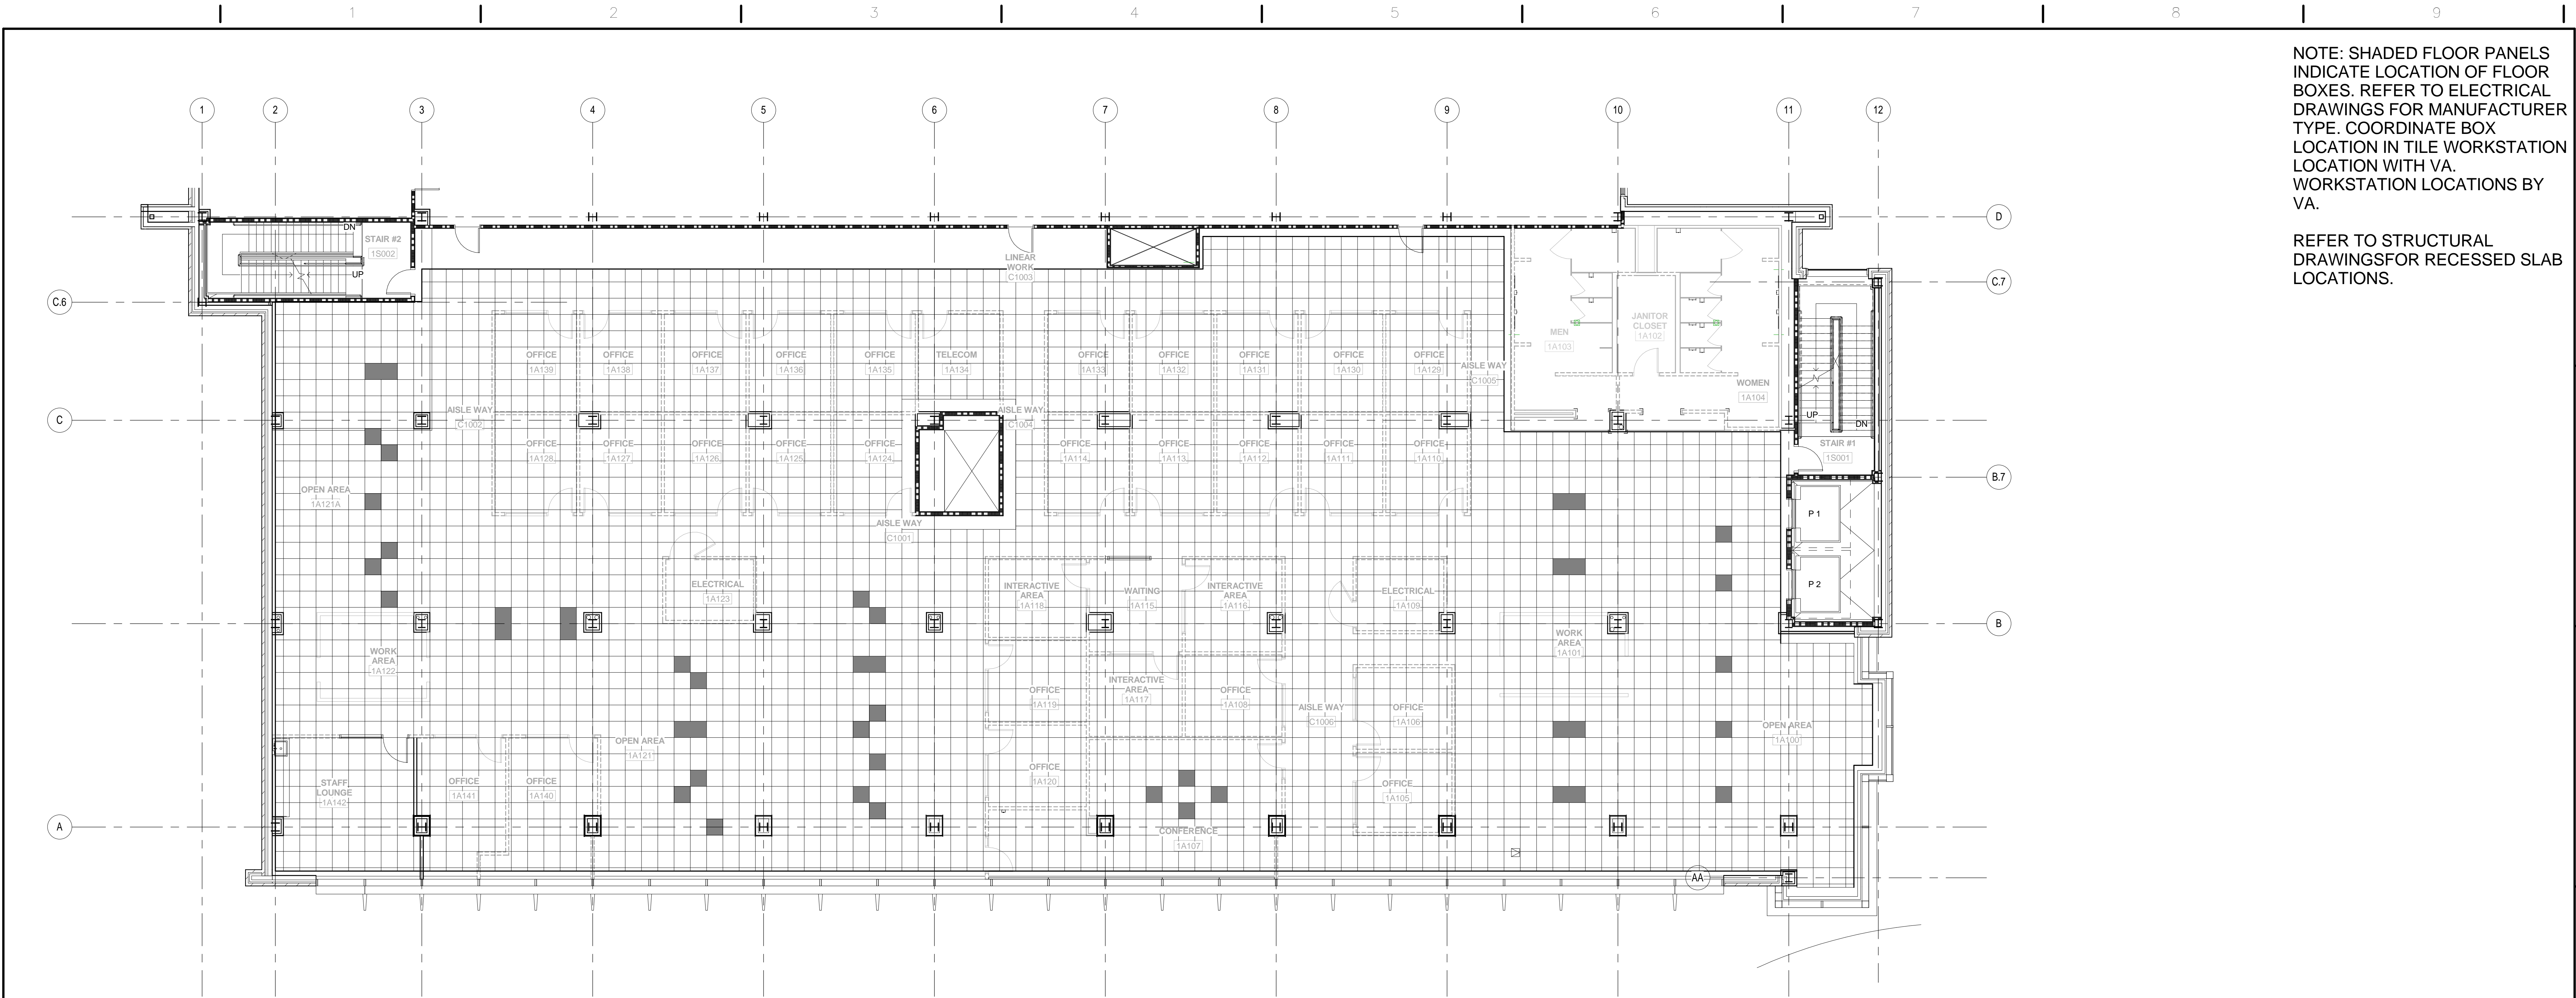 1 2 3 4 5 6 7 8 9
NOTE: SHADED FLOOR PANELS
INDICATE LOCATION OF FLOOR
BOXES. REFER TO ELECTRICAL
DRAWINGS FOR MANUFACTURER
TYPE. COORDINATE BOX
LOCATION IN TILE WORKSTATION
LOCATION WITH VA.
WORKSTATION LOCATIONS BY
VA.
REFER TO STRUCTURAL
DRAWINGSFOR RECESSED SLAB
LOCATIONS.
1 2 3 4 5 6 7 8 9 10 11 12
D
DN
STAIR #2
1S002
UP
LINEAR
WORK
C1003
C.6
C.7
MEN
1A103
JANITOR
CLOSET
1A102
WOMEN
1A104
OFFICE
1A139
OFFICE
1A138
OFFICE
1A137
OFFICE
1A136
OFFICE
1A135
TELECOM
1A134
OFFICE
1A133
OFFICE
1A132
OFFICE
1A131
OFFICE
1A130
OFFICE
1A129
AISLE WAY
C1005
AISLE WAY
C1002
AISLE WAY
C1004
C
UP
DN
STAIR #1
1S001
OFFICE
1A128
OFFICE
1A127
OFFICE
1A126
OFFICE
1A125
OFFICE
1A124
OFFICE
1A114
OFFICE
1A113
OFFICE
1A112
OFFICE
1A111
OFFICE
1A110
B.7
OPEN AREA
1A121A
AISLE WAY
C1001
P 1
P 2
ELECTRICAL
1A123
INTERACTIVE
AREA
1A118
WAITING
1A115
INTERACTIVE
AREA
1A116
ELECTRICAL
1A109
B
WORK
AREA
1A122
WORK
AREA
1A101
OFFICE
1A119
INTERACTIVE
AREA
1A117
OFFICE
1A108
AISLE WAY
C1006
OFFICE
1A106
OPEN AREA
1A100
OPEN AREA
1A121
STAFF
LOUNGE
1A142
OFFICE
1A141
OFFICE
1A140
OFFICE
1A120
OFFICE
1A105
A
CONFERENCE
1A107
AA